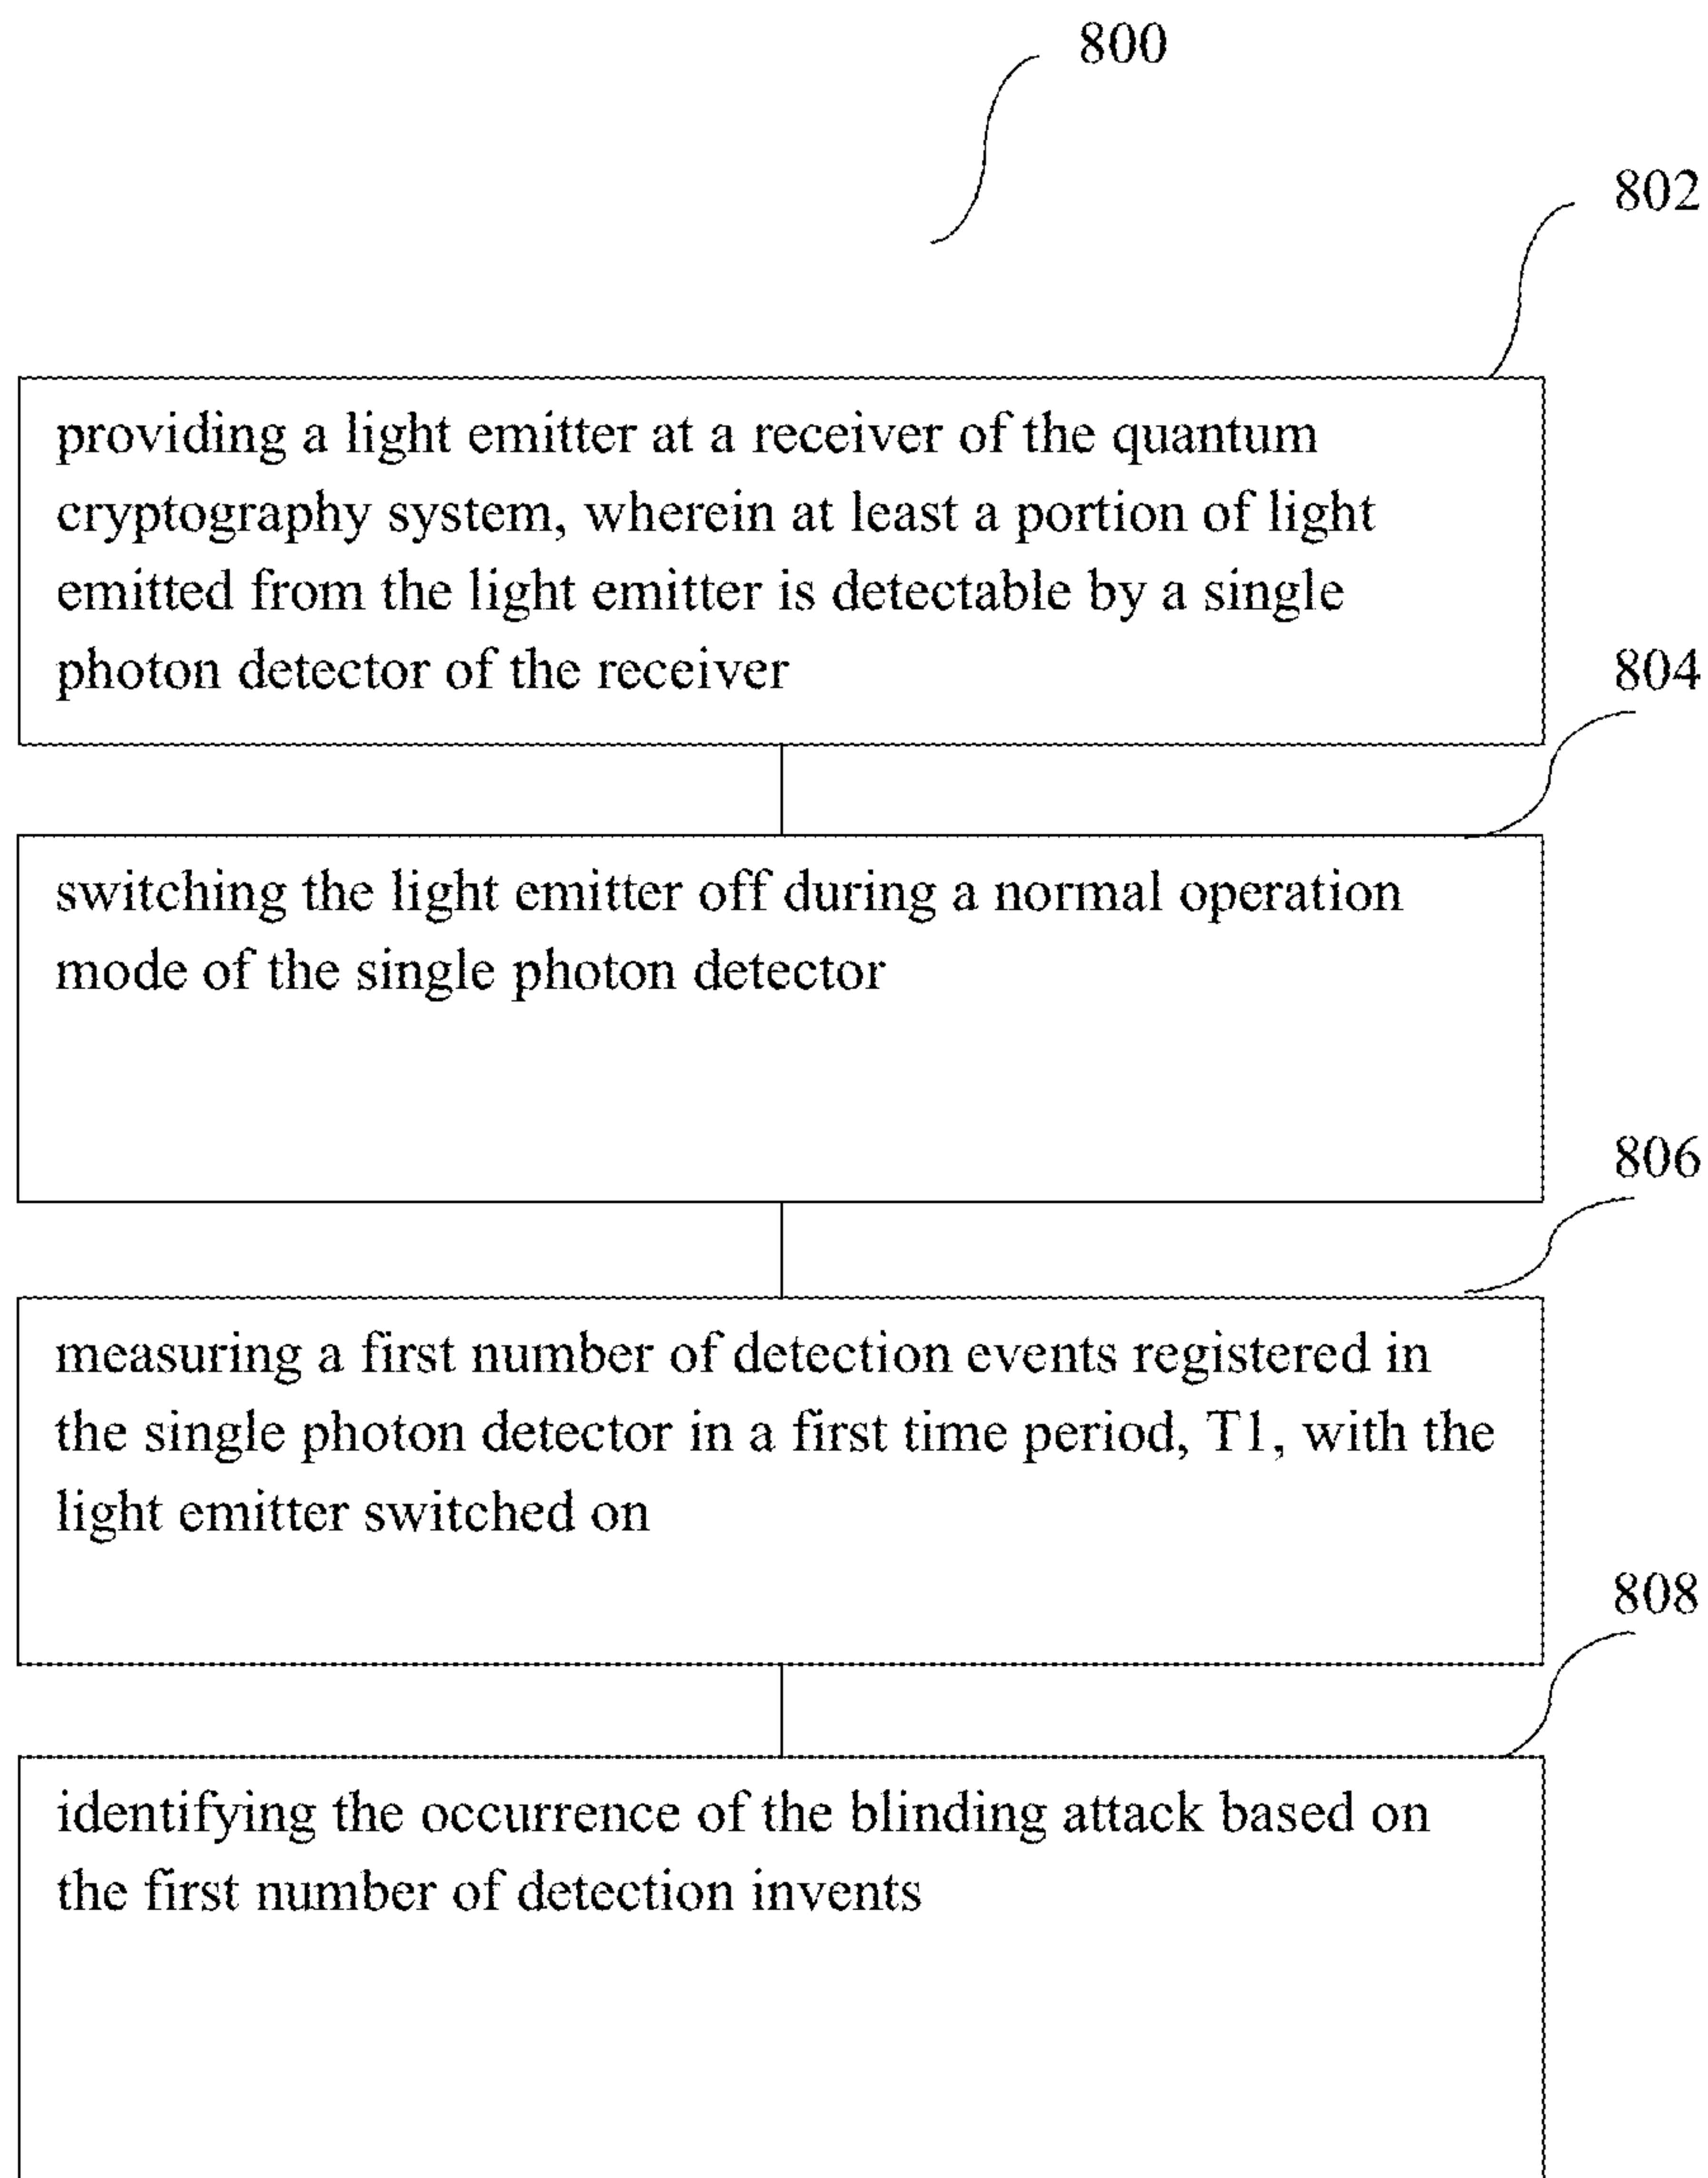 800
802
providing a light emitter at a receiver of the quantum
cryptography system, wherein at least a portion of light
emitted from the light emitter is detectable by a single
photon detector of the receiver
804
switching the light emitter off during a normal operation
mode of the single photon detector
806
measuring a first number of detection events registered in
the single photon detector in a first time period, T1, with the
light emitter switched on
808
identifying the occurrence of the blinding attack based on
the first number of detection invents